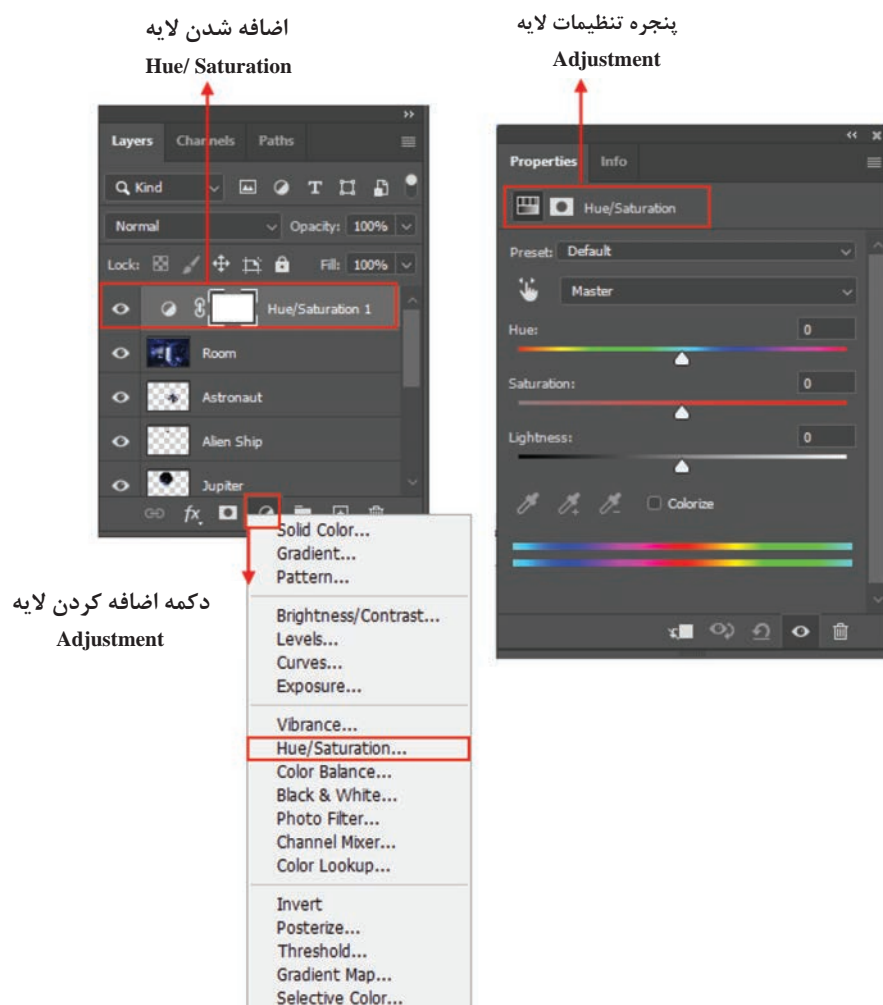 اضافه شدن لایه
Hue/ Saturation
پنجره تنظیمات لایه
Adjustment
Layers Channels Paths
Kind
Normal Opacity: 100%
Lock: Fill: 100%
Hue/Saturation 1
Room
Astronaut
Alien Ship
Jupiter
fx
دکمه اضافه کردن لایه
Adjustment
Solid Color...
Gradient...
Pattern...
Brightness/Contrast...
Levels...
Curves...
Exposure...
Vibrance...
Hue/Saturation...
Color Balance...
Black & White...
Photo Filter...
Channel Mixer...
Color Lookup...
Invert
Posterize...
Threshold...
Gradient Map...
Selective Color...
Properties Info
Hue/Saturation
Preset: Default
Master
Hue: 0
Saturation: 0
Lightness: 0
Colorize